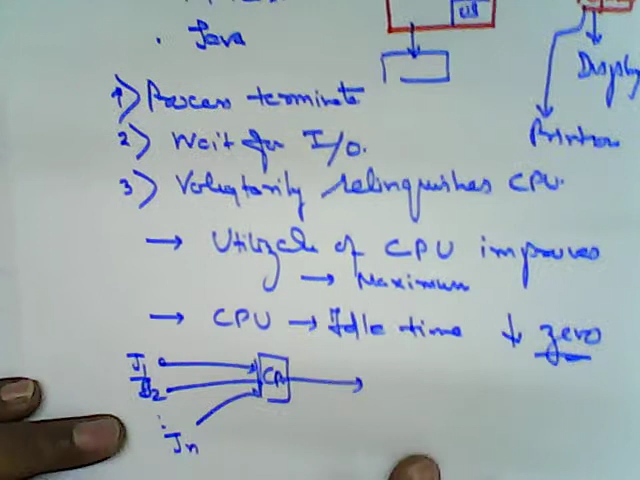 . Java
Display
Printer
1) Process terminate
2) Wait for I/O.
3) Voluntarily relinquishes CPU.
→ Utilizatn of CPU improves
→ Maximum
→ CPU → Idle time ↓ zero
J1
J2
CPU
: Jn